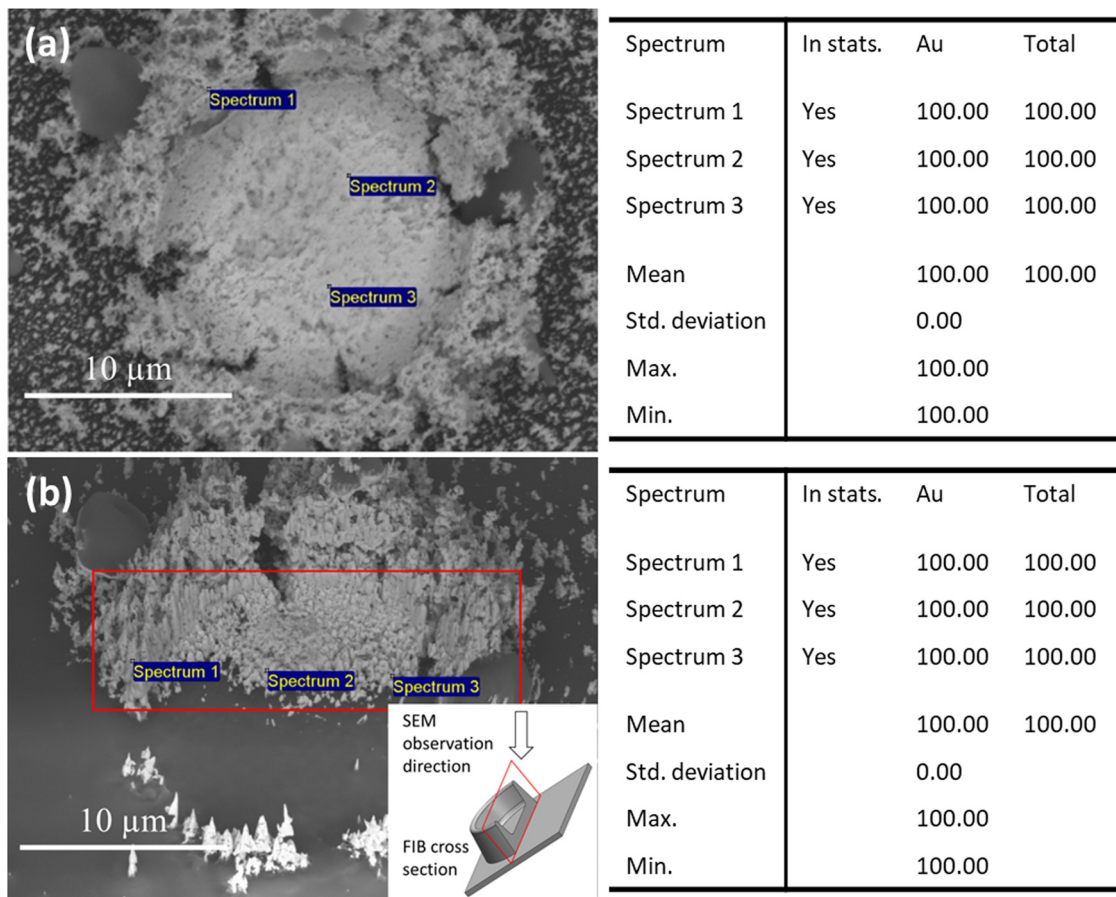 (a)
Spectrum 1
Spectrum 2
Spectrum 3
10 µm
Spectrum In stats. Au Total
Spectrum 1 Yes 100.00 100.00
Spectrum 2 Yes 100.00 100.00
Spectrum 3 Yes 100.00 100.00
Mean 100.00 100.00
Std. deviation 0.00
Max. 100.00
Min. 100.00
(b)
Spectrum 1
Spectrum 2
Spectrum 3
10 µm
SEM
observation
direction
FIB cross
section
Spectrum In stats. Au Total
Spectrum 1 Yes 100.00 100.00
Spectrum 2 Yes 100.00 100.00
Spectrum 3 Yes 100.00 100.00
Mean 100.00 100.00
Std. deviation 0.00
Max. 100.00
Min. 100.00